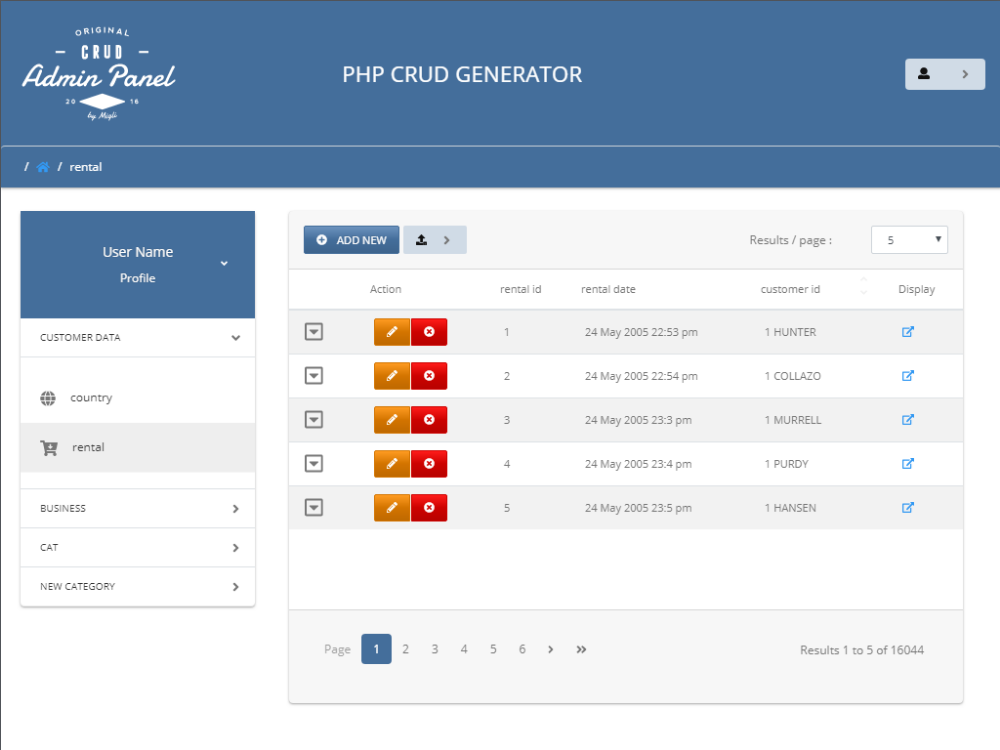 ORIGINAL
CRUD
Admin Panel
20 16
by Migli
PHP CRUD GENERATOR
/ / rental
User Name
Profile
CUSTOMER DATA
country
rental
BUSINESS
CAT
NEW CATEGORY
ADD NEW
Results / page : 5
Action rental id rental date customer id Display
1 24 May 2005 22:53 pm 1 HUNTER
2 24 May 2005 22:54 pm 1 COLLAZO
3 24 May 2005 23:3 pm 1 MURRELL
4 24 May 2005 23:4 pm 1 PURDY
5 24 May 2005 23:5 pm 1 HANSEN
Page 1 2 3 4 5 6 › »
Results 1 to 5 of 16044